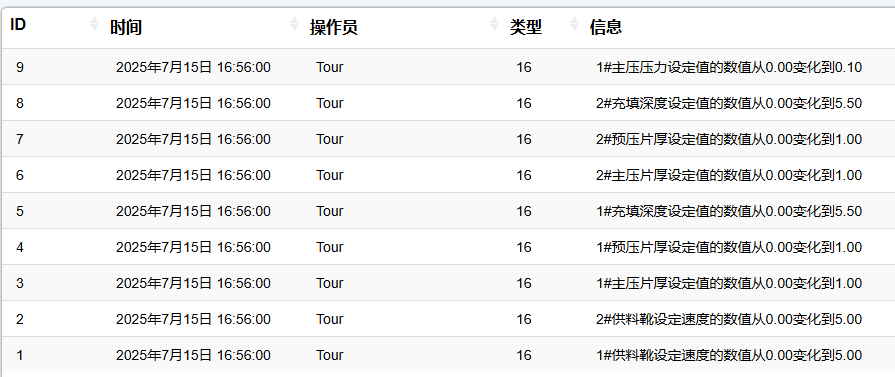 ID 时间 操作员 类型 信息
9 2025年7月15日 16:56:00 Tour 16 1#主压压力设定值的数值从0.00变化到0.10
8 2025年7月15日 16:56:00 Tour 16 2#充填深度设定值的数值从0.00变化到5.50
7 2025年7月15日 16:56:00 Tour 16 2#预压片厚设定值的数值从0.00变化到1.00
6 2025年7月15日 16:56:00 Tour 16 2#主压片厚设定值的数值从0.00变化到1.00
5 2025年7月15日 16:56:00 Tour 16 1#充填深度设定值的数值从0.00变化到5.50
4 2025年7月15日 16:56:00 Tour 16 1#预压片厚设定值的数值从0.00变化到1.00
3 2025年7月15日 16:56:00 Tour 16 1#主压片厚设定值的数值从0.00变化到1.00
2 2025年7月15日 16:56:00 Tour 16 2#供料靴设定速度的数值从0.00变化到5.00
1 2025年7月15日 16:56:00 Tour 16 1#供料靴设定速度的数值从0.00变化到5.00